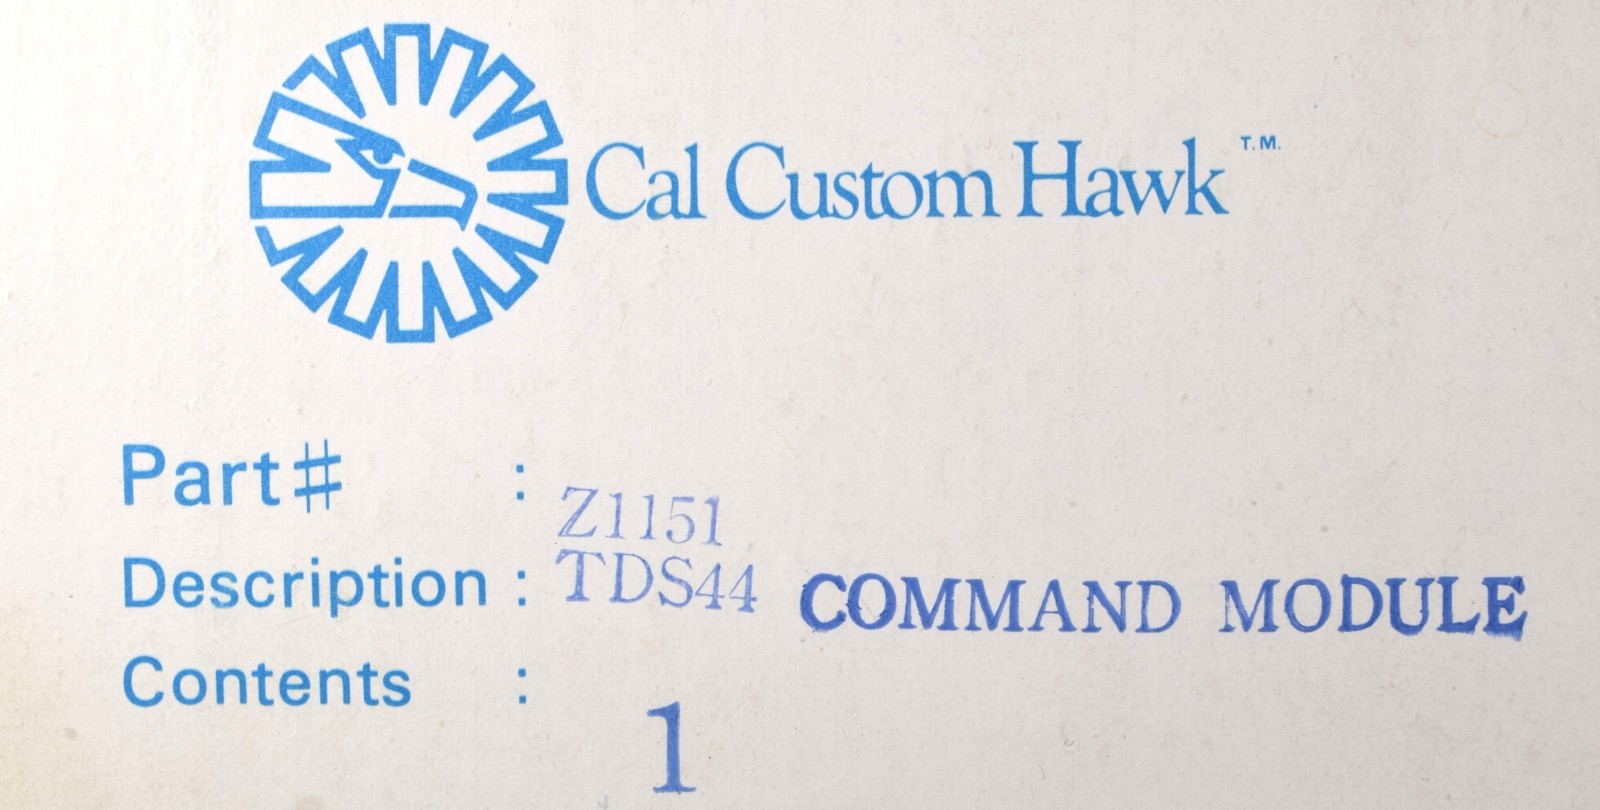 Cal Custom Hawk T.M.
Part# : Z1151
Description : TDS44 COMMAND MODULE
Contents : 1